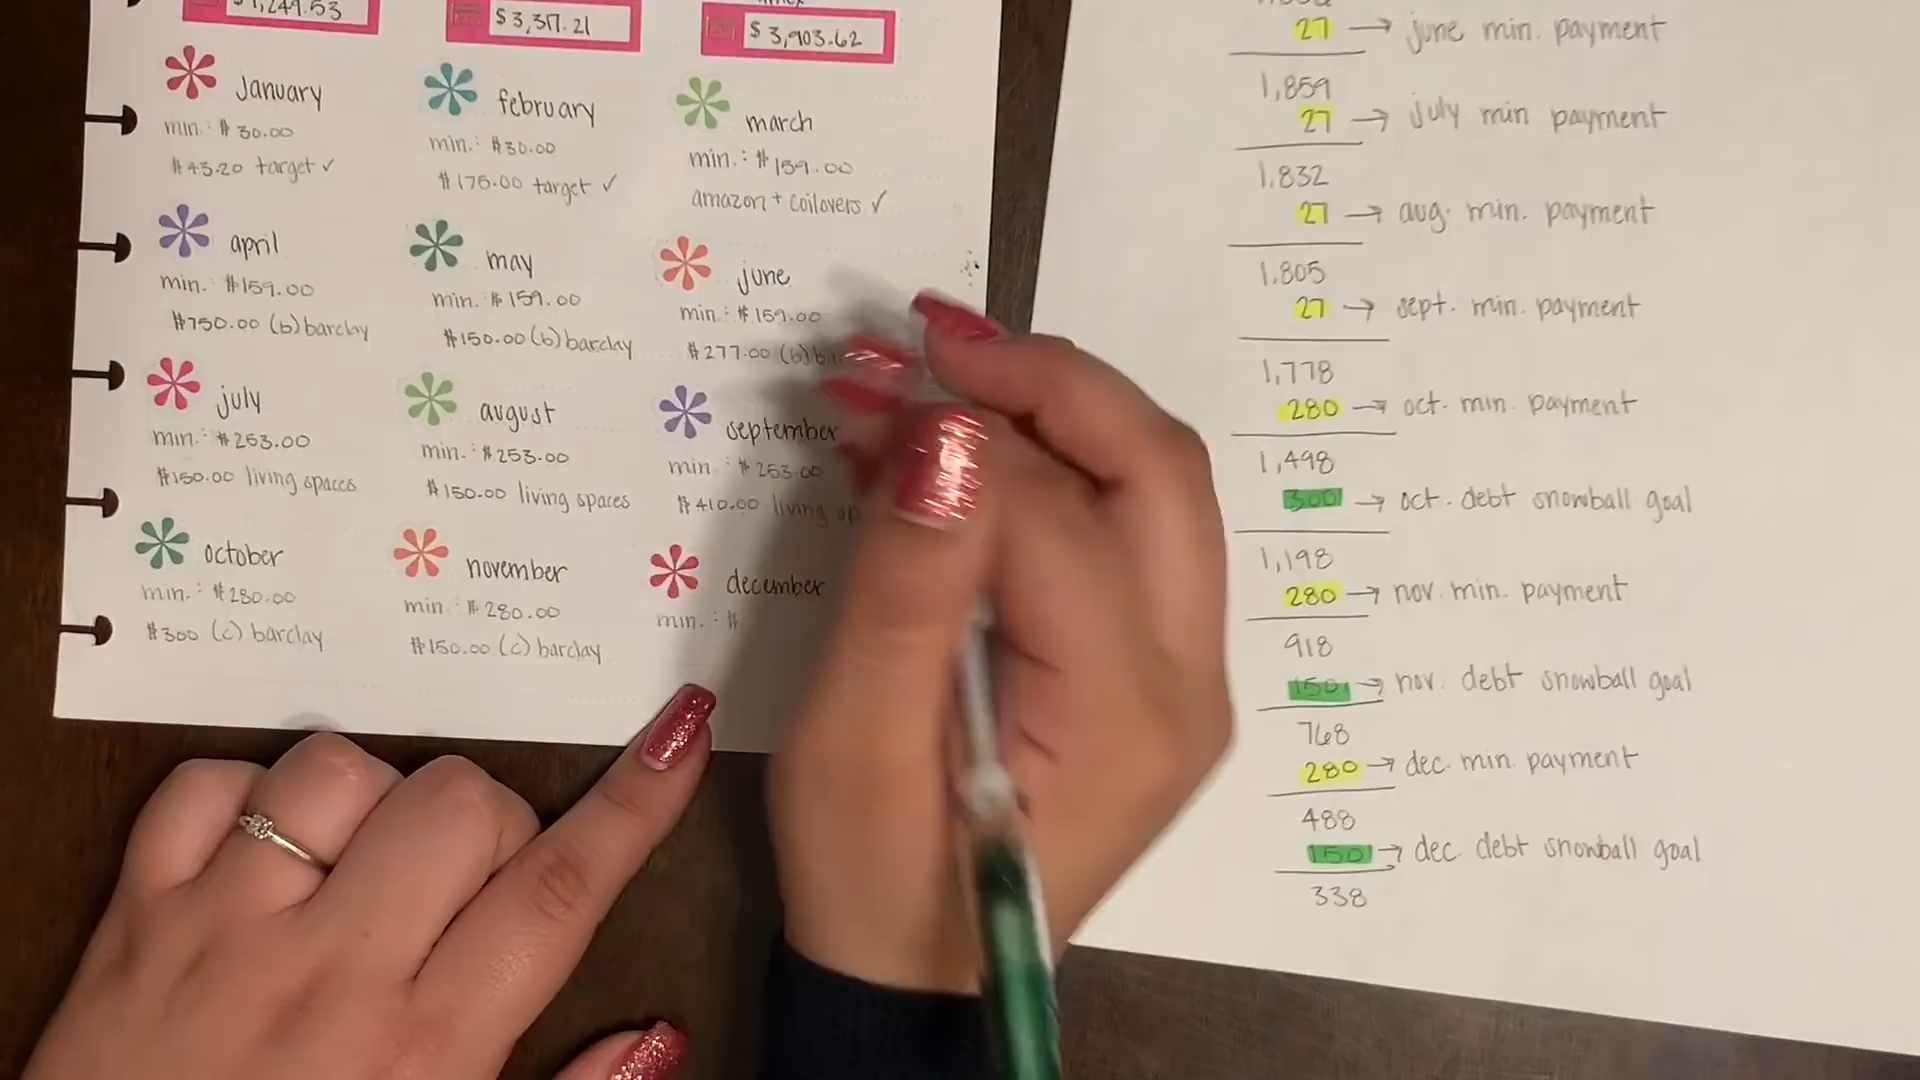 $ 3,317.21
$ 3,903.62
january
min.: $ 30.00
$43.20 target ✓
february
min.: $30.00
$175.00 target ✓
march
min.: $159.00
amazon + coilovers ✓
april
min.: $159.00
$750.00 (b) barclay
may
min.: $159.00
$150.00 (b) barclay
june
min: $159.00
$277.00 (b)
july
min.: $253.00
$150.00 living spaces
august
min.: $253.00
$150.00 living spaces
september
min : $253.00
$410.00 living
october
min.: $280.00
$300 (c) barclay
november
min : $280.00
$150.00 (c) barclay
december
min. : $
27 → june min. payment
1,859
27 → july min payment
1,832
27 → aug. min. payment
1,805
27 → sept. min. payment
1,778
280 → oct. min. payment
1,498
300 → oct. debt snowball goal
1,198
280 → nov. min. payment
918
150 → nov. debt snowball goal
768
280 → dec. min. payment
488
150 → dec. debt snowball goal
338